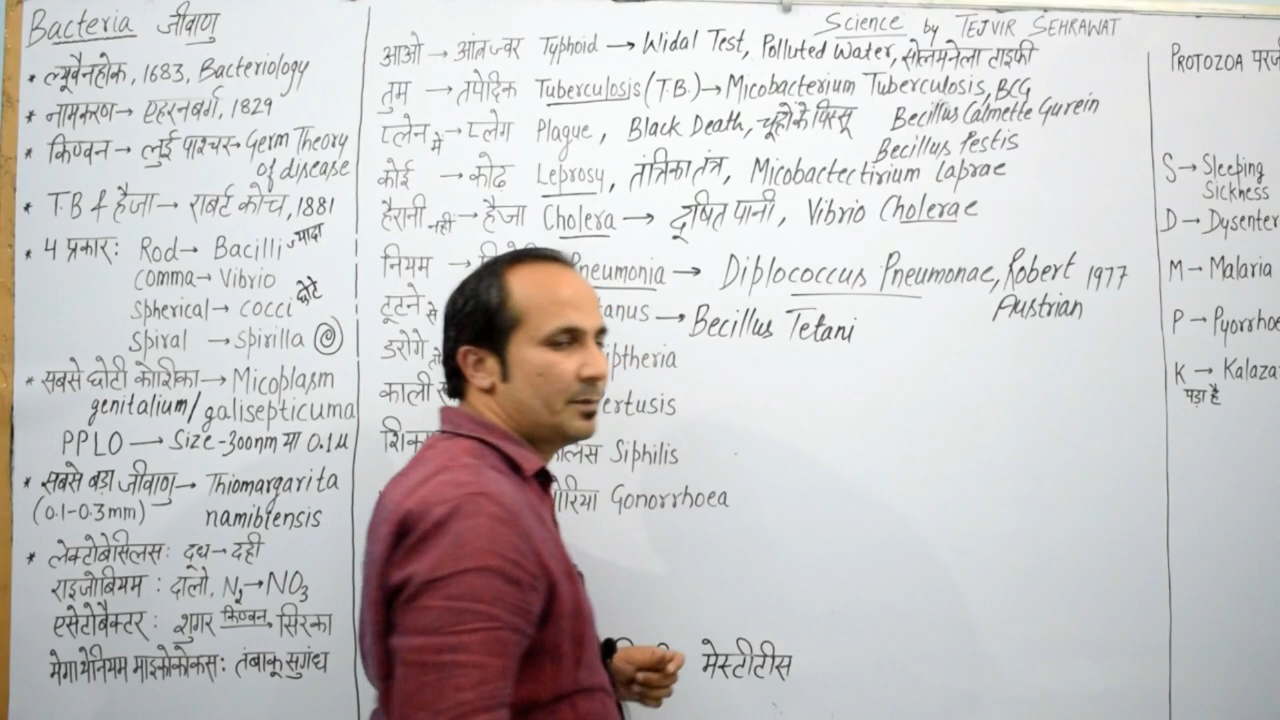 Bacteria जीवाणु
* ल्यूवैनहोक, 1683, Bacteriology
* नामकरण → एहरनबर्ग, 1829
* किण्वन → लुई पाश्चर → Germ Theory
of disease
* T.B & हैजा → राबर्ट कोच, 1881
* 4 प्रकार: Rod → Bacilli ज्यादा
comma → Vibrio
Spherical → cocci छोटे
Spiral → Spirilla
* सबसे छोटी कोशिका → Micoplasm
genitalium/galisepticuma
PPLO → Size - 300nm या 0.1µ
* सबसे बड़ा जीवाणु → Thiomargarita
(0.1-0.3mm) namibiensis
* लेक्टोबेसिलस: दूध → दही
राइजोबियम: दालों, N₂ → NO₃
एसेटोबैक्टर: शुगर किण्वन → सिरका
मेगाथेनियम माइकोकोकस: तंबाकू सुगंध
Science by TEJVIR SEHRAWAT
आओ → आंत्रज्वर Typhoid → Widal Test, Polluted Water, सोलमनेला टाइफी
तुम → तपेदिक Tuberculosis (T.B.) → Micobacterium Tuberculosis, BCG
Becillus Calmette Gurein
प्लेन में → प्लेग Plague, Black Death, चूहों के पिस्सू
Becillus Pestis
कोई → कोढ Leprosy, तंत्रिका तंत्र, Micobactectirium Laprae
हैरानी नहीं → हैजा Cholera → दूषित पानी, Vibrio Cholerae
नियम → Pneumonia → Diplococcus Pneumonae, Robert 1977
Austrian
टूटने से anus → Becillus Tetani
डरोगे तो iptheria
काली ertusis
शिका लिस Siphilis
ोरिया Gonorrhoea
मेस्टीटीस
PROTOZOA परज
S → Sleeping
Sickness
D → Dysenter
M → Malaria
P → Pyorrhoe
K → Kalaza
पड़ा है